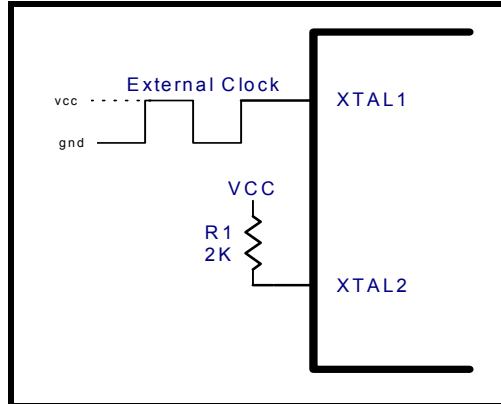 External Clock
vcc
XTAL1
gnd
VCC
R1
2K
XTAL2